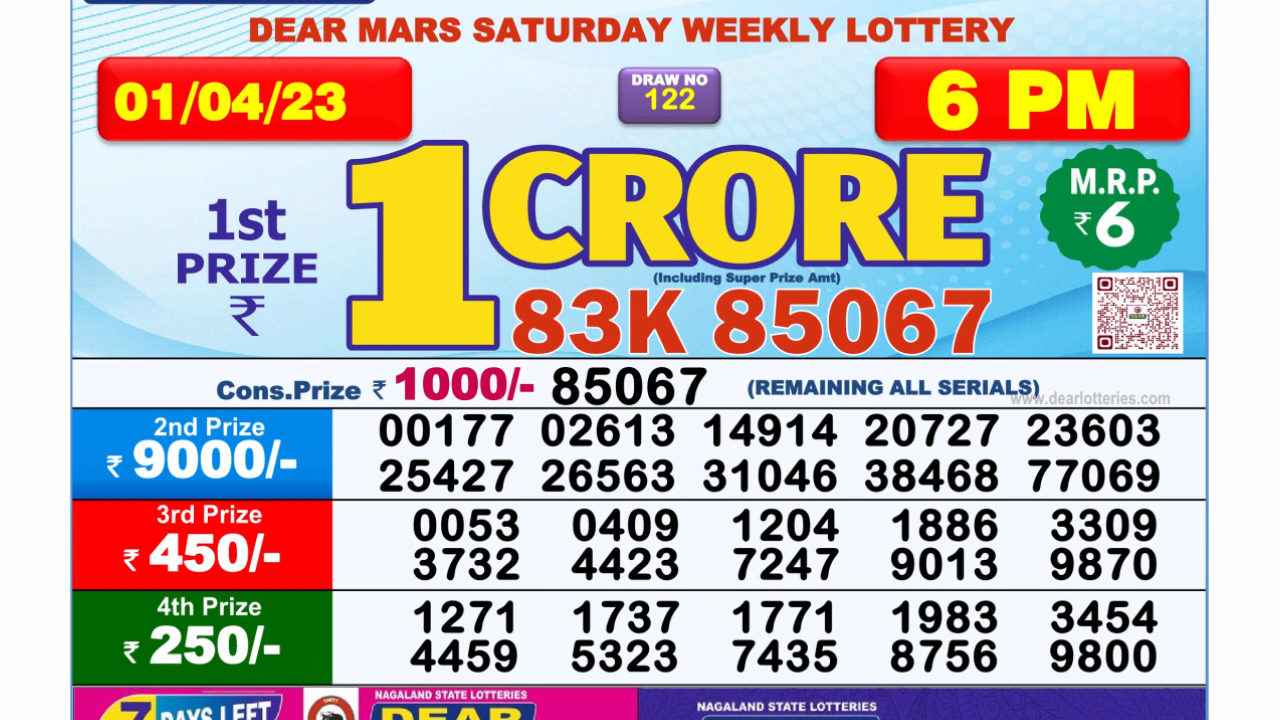 DEAR MARS SATURDAY WEEKLY LOTTERY
01/04/23
DRAW NO
122
6 PM
1 CRORE
M.R.P.
₹6
1st
PRIZE
₹
(Including Super Prize Amt)
83K 85067
Cons.Prize ₹ 1000/- 85067 (REMAINING ALL SERIALS)
www.dearlotteries.com
2nd Prize
₹ 9000/-
00177 02613 14914 20727 23603
25427 26563 31046 38468 77069
3rd Prize
₹ 450/-
0053 0409 1204 1886 3309
3732 4423 7247 9013 9870
4th Prize
₹ 250/-
1271 1737 1771 1983 3454
4459 5323 7435 8756 9800
7 DAYS LEFT
NAGALAND STATE LOTTERIES
DEAR
NAGALAND STATE LOTTERIES